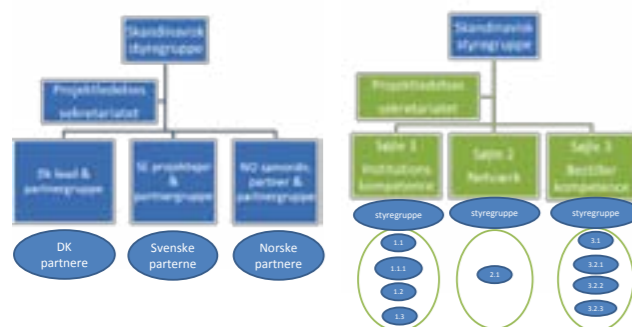 Skandinavisk
styregruppe
Projektledelses
sekretariatet
Dk lead &
partnergruppe
SE projektejer
&
partnergruppe
NO samordn.
partner &
partnergruppe
DK
partnere
Svenske
parterne
Norske
partnere
Skandinavisk
styregruppe
Projektledelses
sekretariatet
Søjle 1
Institutions
kompetence
Søjle 2
Netværk
Søjle 3
Bestiller
kompetence
styregruppe
styregruppe
styregruppe
1.1
1.1.1
1.2
1.3
2.1
3.1
3.2.1
3.2.2
3.2.3